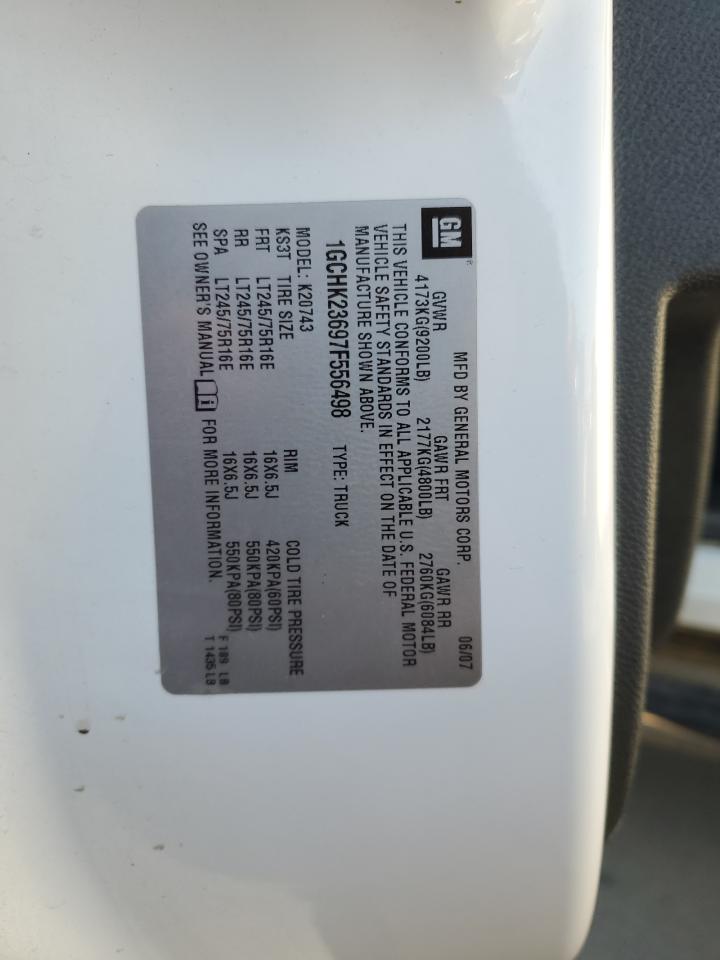 GM
MFD BY GENERAL MOTORS CORP. 06/07
GVWR GAWR FRT GAWR RR
4173KG(9200LB) 2177KG(4800LB) 2760KG(6084LB)
THIS VEHICLE CONFORMS TO ALL APPLICABLE U.S. FEDERAL MOTOR
VEHICLE SAFETY STANDARDS IN EFFECT ON THE DATE OF
MANUFACTURE SHOWN ABOVE.
1GCHK23697F556498 TYPE: TRUCK
MODEL: K20743
KS3T TIRE SIZE RIM COLD TIRE PRESSURE
FRT LT245/75R16E 16X6.5J 420KPA(60PSI)
RR LT245/75R16E 16X6.5J 550KPA(80PSI)
SPA LT245/75R16E 16X6.5J 550KPA(80PSI)
SEE OWNER'S MANUAL FOR MORE INFORMATION.
F 189 LB
T 1435 LB